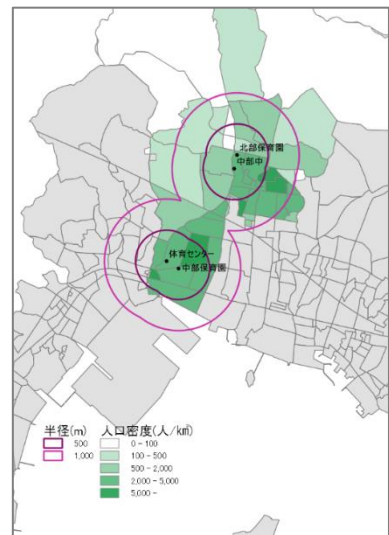 北部保育園
中部中
体育センター
中部保育園
半径(m)
500
1,000
人口密度(人/k㎡)
0 - 100
100 - 500
500 - 2,000
2,000 - 5,000
5,000 -